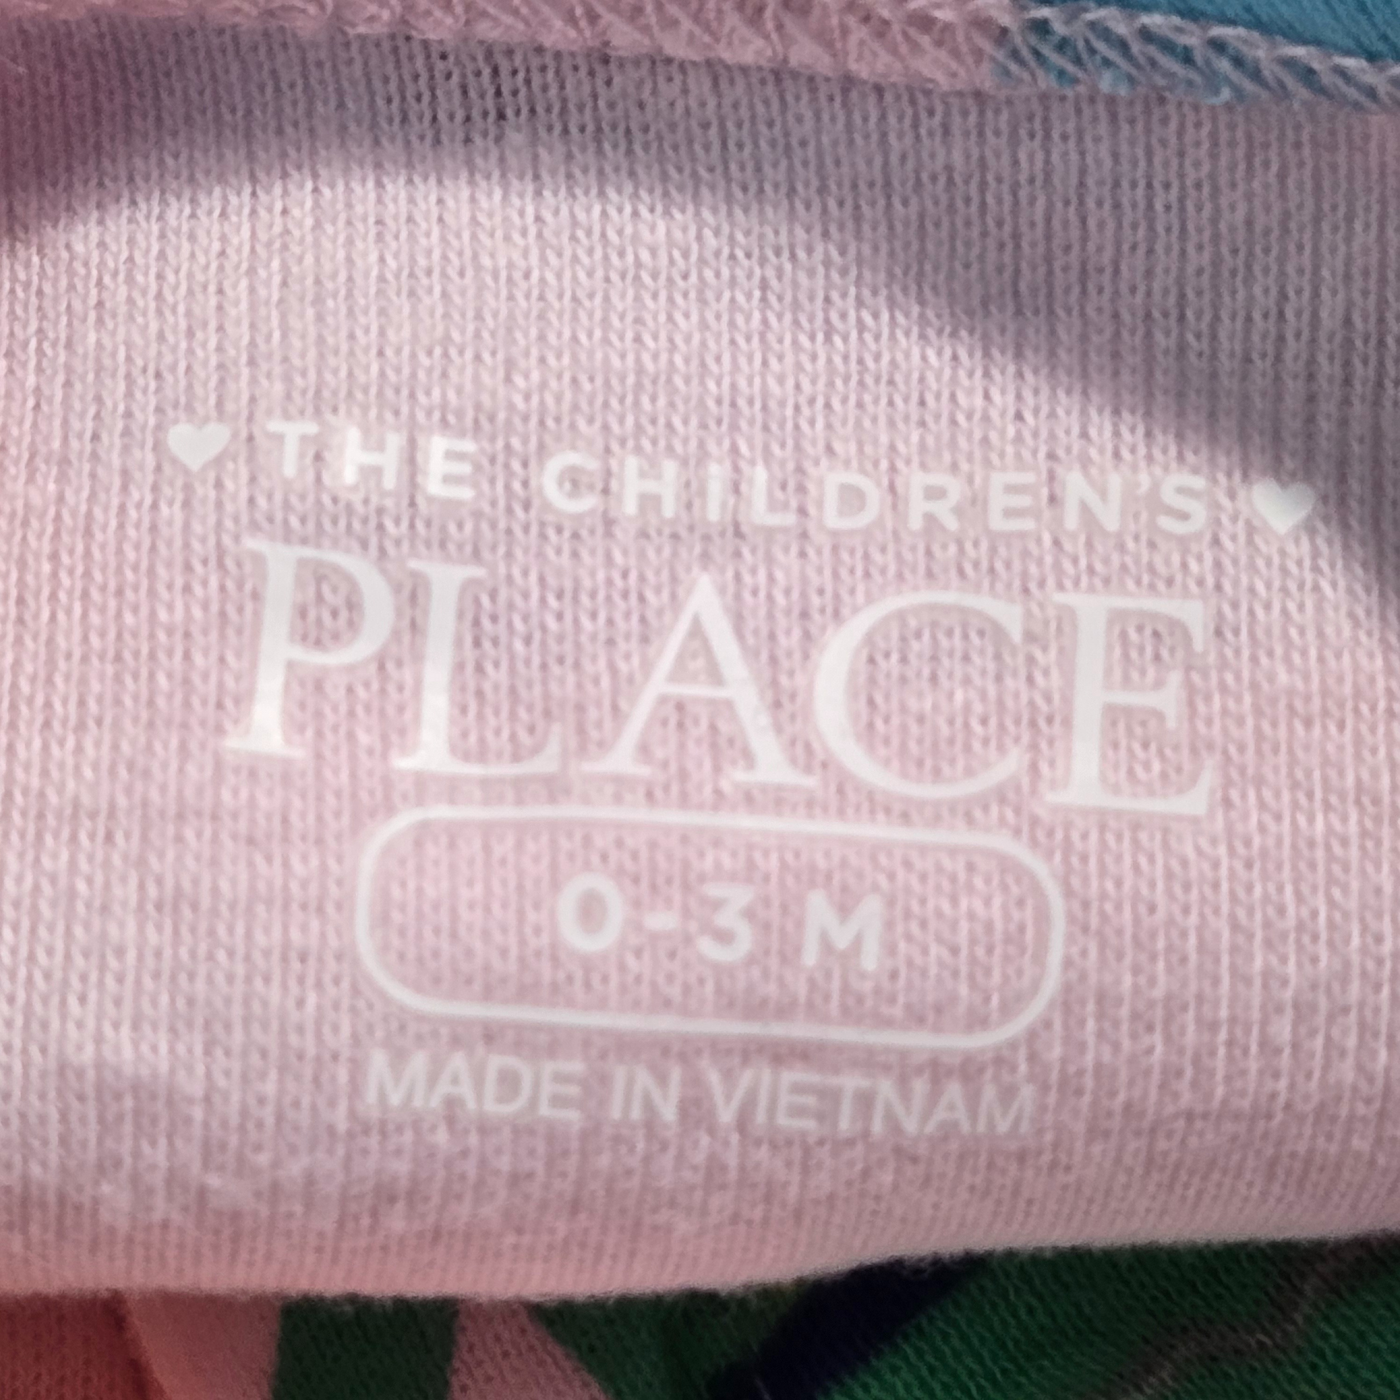 THE CHILDREN'S
PLACE
0-3 M
MADE IN VIETNAM